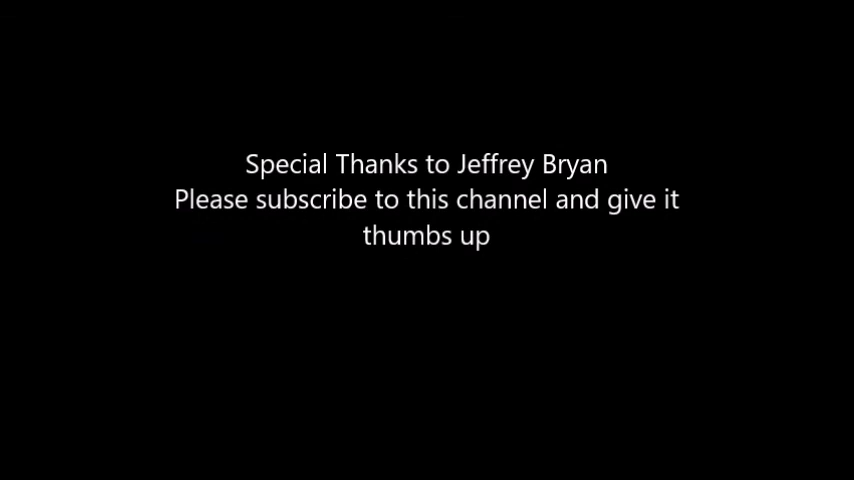 Special Thanks to Jeffrey Bryan
Please subscribe to this channel and give it
thumbs up